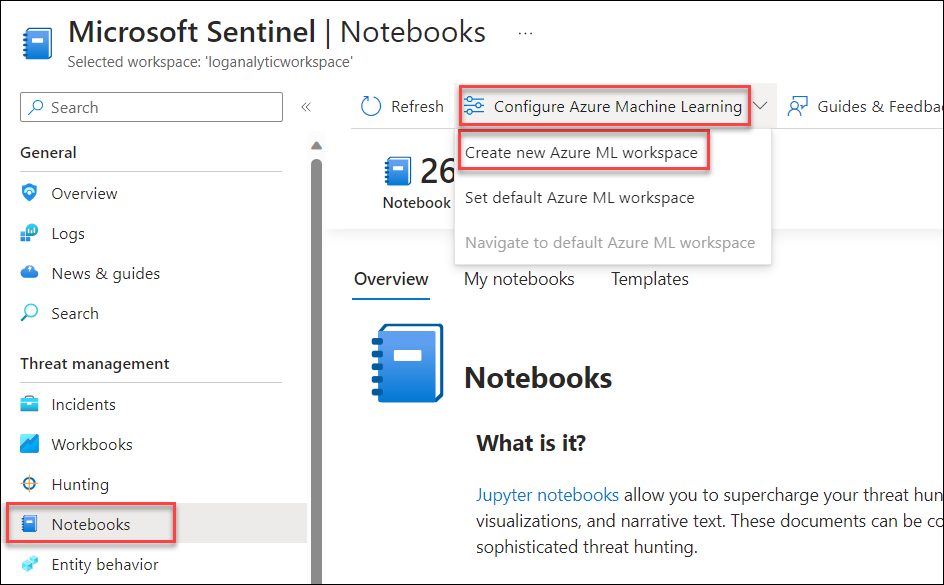 Microsoft Sentinel | Notebooks ...
Selected workspace: 'loganalyticworkspace'
Search
«
Refresh
Configure Azure Machine Learning
Guides & Feedba
General
Overview
Logs
News & guides
Search
Threat management
Incidents
Workbooks
Hunting
Notebooks
Entity behavior
26
Notebook
Create new Azure ML workspace
Set default Azure ML workspace
Navigate to default Azure ML workspace
Overview
My notebooks
Templates
Notebooks
What is it?
Jupyter notebooks allow you to supercharge your threat hun
visualizations, and narrative text. These documents can be co
sophisticated threat hunting.